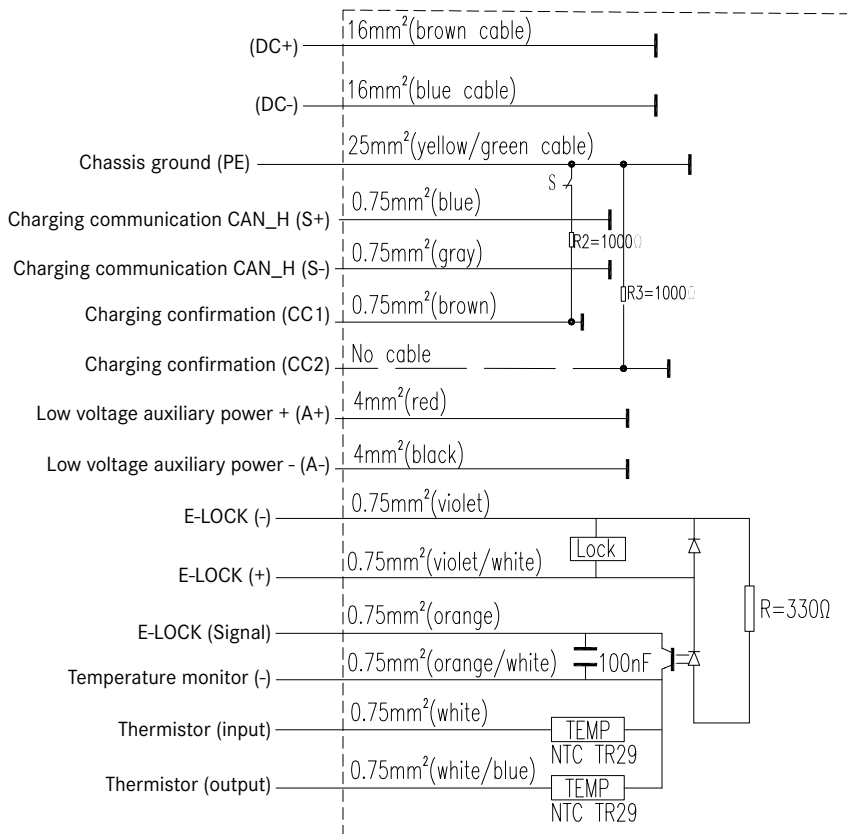 (DC+) 16mm²(brown cable)
(DC-) 16mm²(blue cable)
Chassis ground (PE) 25mm²(yellow/green cable)
S
Charging communication CAN_H (S+) 0.75mm²(blue)
R2=1000Ω
Charging communication CAN_H (S-) 0.75mm²(gray)
R3=1000Ω
Charging confirmation (CC1) 0.75mm²(brown)
Charging confirmation (CC2) No cable
Low voltage auxiliary power + (A+) 4mm²(red)
Low voltage auxiliary power - (A-) 4mm²(black)
E-LOCK (-) 0.75mm²(violet)
Lock
E-LOCK (+) 0.75mm²(violet/white)
R=330Ω
E-LOCK (Signal) 0.75mm²(orange)
Temperature monitor (-) 0.75mm²(orange/white) 100nF
Thermistor (input) 0.75mm²(white) TEMP
NTC TR29
Thermistor (output) 0.75mm²(white/blue) TEMP
NTC TR29